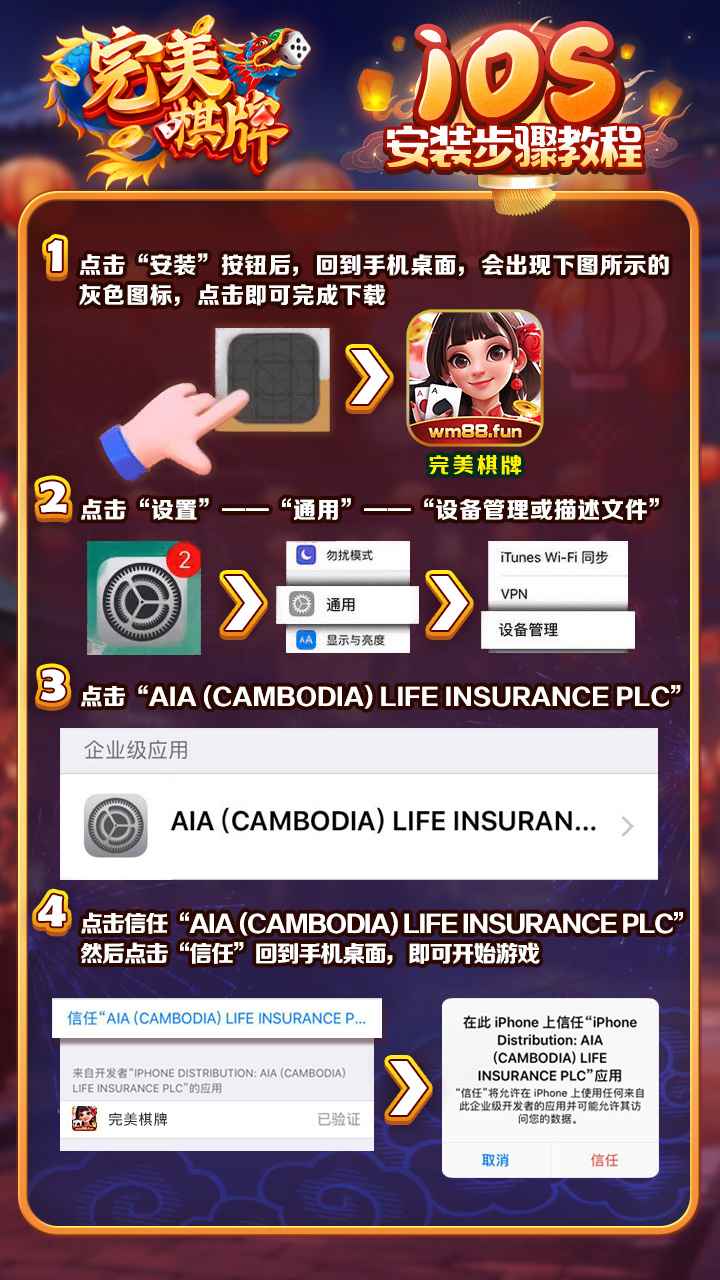 完美
棋牌
iOS
安装步骤教程
1
点击“安装”按钮后，回到手机桌面，会出现下图所示的
灰色图标，点击即可完成下载
A A
wm88.fun
完美棋牌
2
点击“设置”——“通用”——“设备管理或描述文件”
2
勿扰模式
通用
AA 显示与亮度
iTunes Wi-Fi 同步
VPN
设备管理
3
点击“AIA (CAMBODIA) LIFE INSURANCE PLC”
企业级应用
AIA (CAMBODIA) LIFE INSURAN...
4
点击信任“AIA (CAMBODIA) LIFE INSURANCE PLC”
然后点击“信任”回到手机桌面，即可开始游戏
信任“AIA (CAMBODIA) LIFE INSURANCE P...
来自开发者“IPHONE DISTRIBUTION: AIA (CAMBODIA)
LIFE INSURANCE PLC”的应用
完美棋牌
已验证
在此 iPhone 上信任“iPhone
Distribution: AIA
(CAMBODIA) LIFE
INSURANCE PLC”应用
“信任”将允许在 iPhone 上使用任何来自
此企业级开发者的应用并可能允许其访
问您的数据。
取消
信任